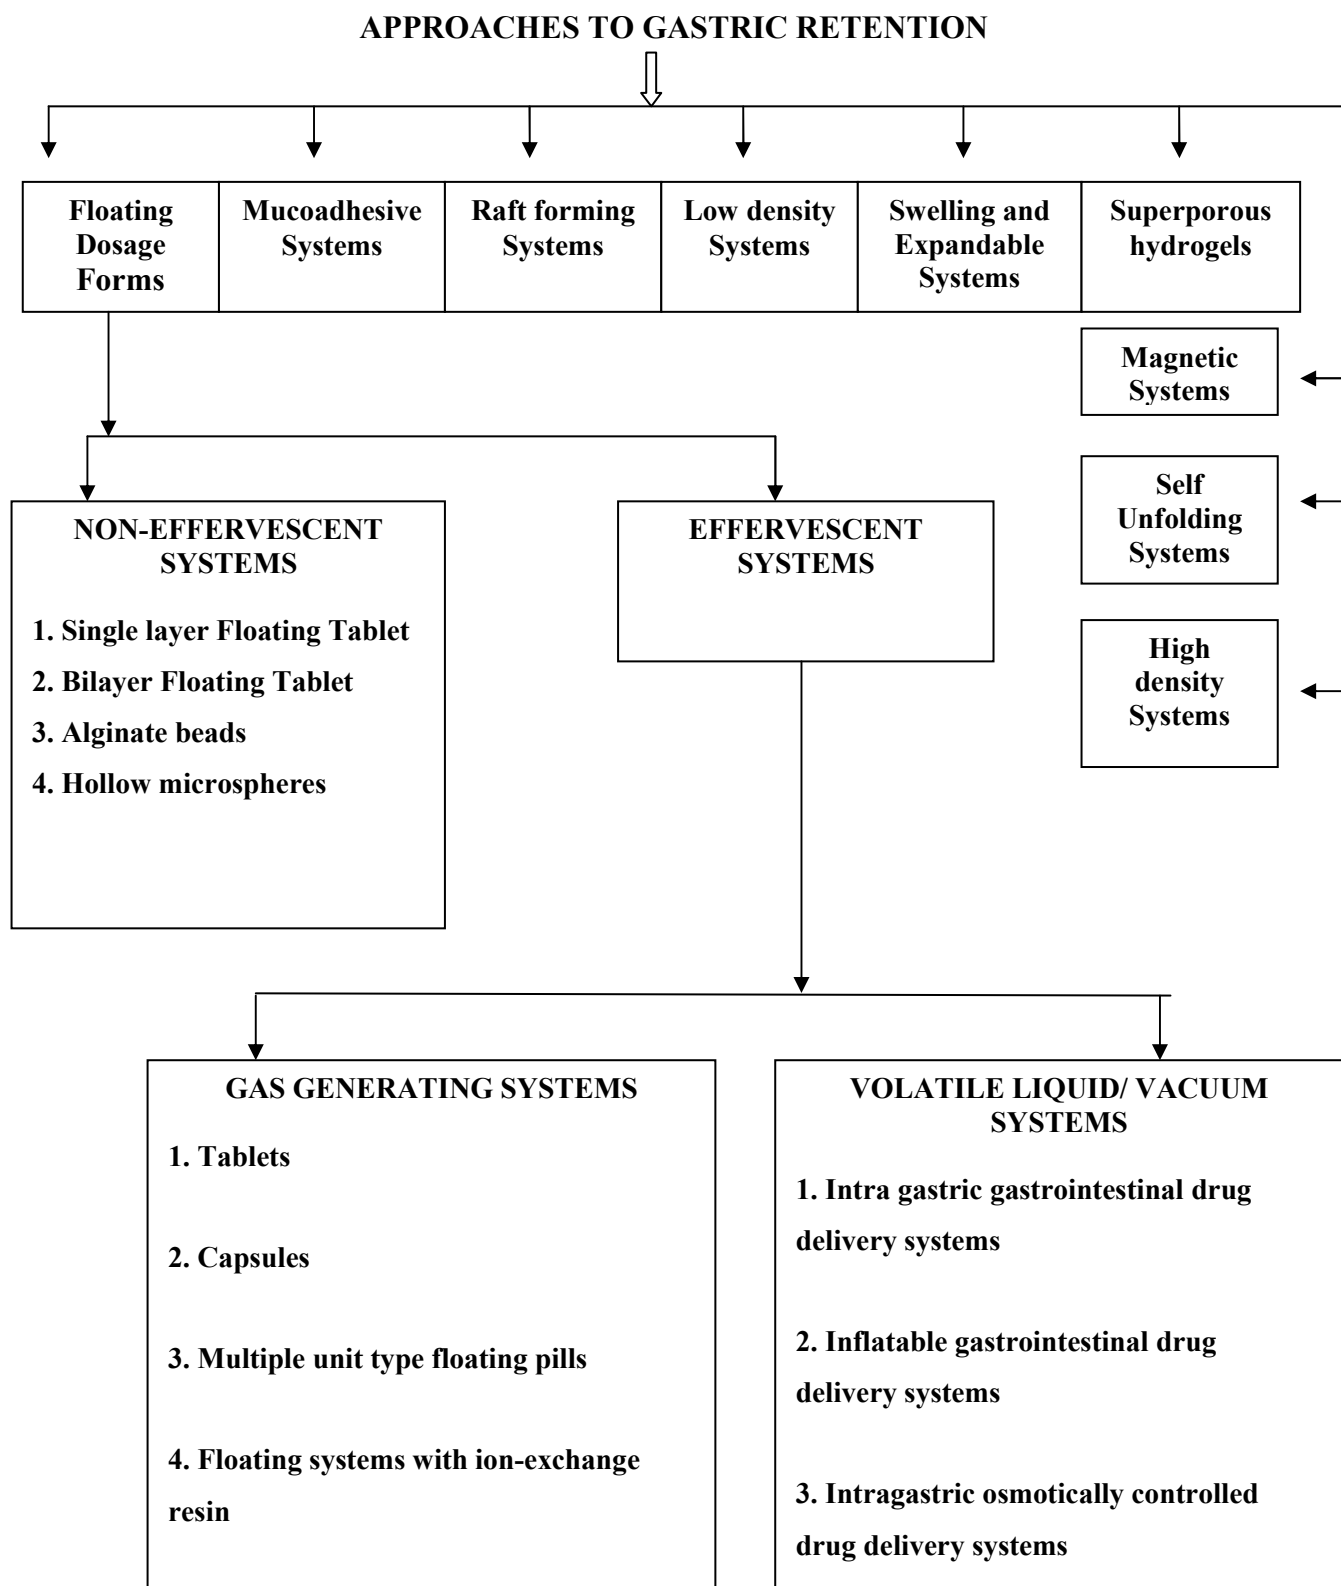 APPROACHES TO GASTRIC RETENTION
Floating
Dosage
Forms
Mucoadhesive
Systems
Raft forming
Systems
Low density
Systems
Swelling and
Expandable
Systems
Superporous
hydrogels
Magnetic
Systems
Self
Unfolding
Systems
High
density
Systems
NON-EFFERVESCENT
SYSTEMS
1. Single layer Floating Tablet
2. Bilayer Floating Tablet
3. Alginate beads
4. Hollow microspheres
EFFERVESCENT
SYSTEMS
GAS GENERATING SYSTEMS
1. Tablets
2. Capsules
3. Multiple unit type floating pills
4. Floating systems with ion-exchange
resin
VOLATILE LIQUID/ VACUUM
SYSTEMS
1. Intra gastric gastrointestinal drug
delivery systems
2. Inflatable gastrointestinal drug
delivery systems
3. Intragastric osmotically controlled
drug delivery systems